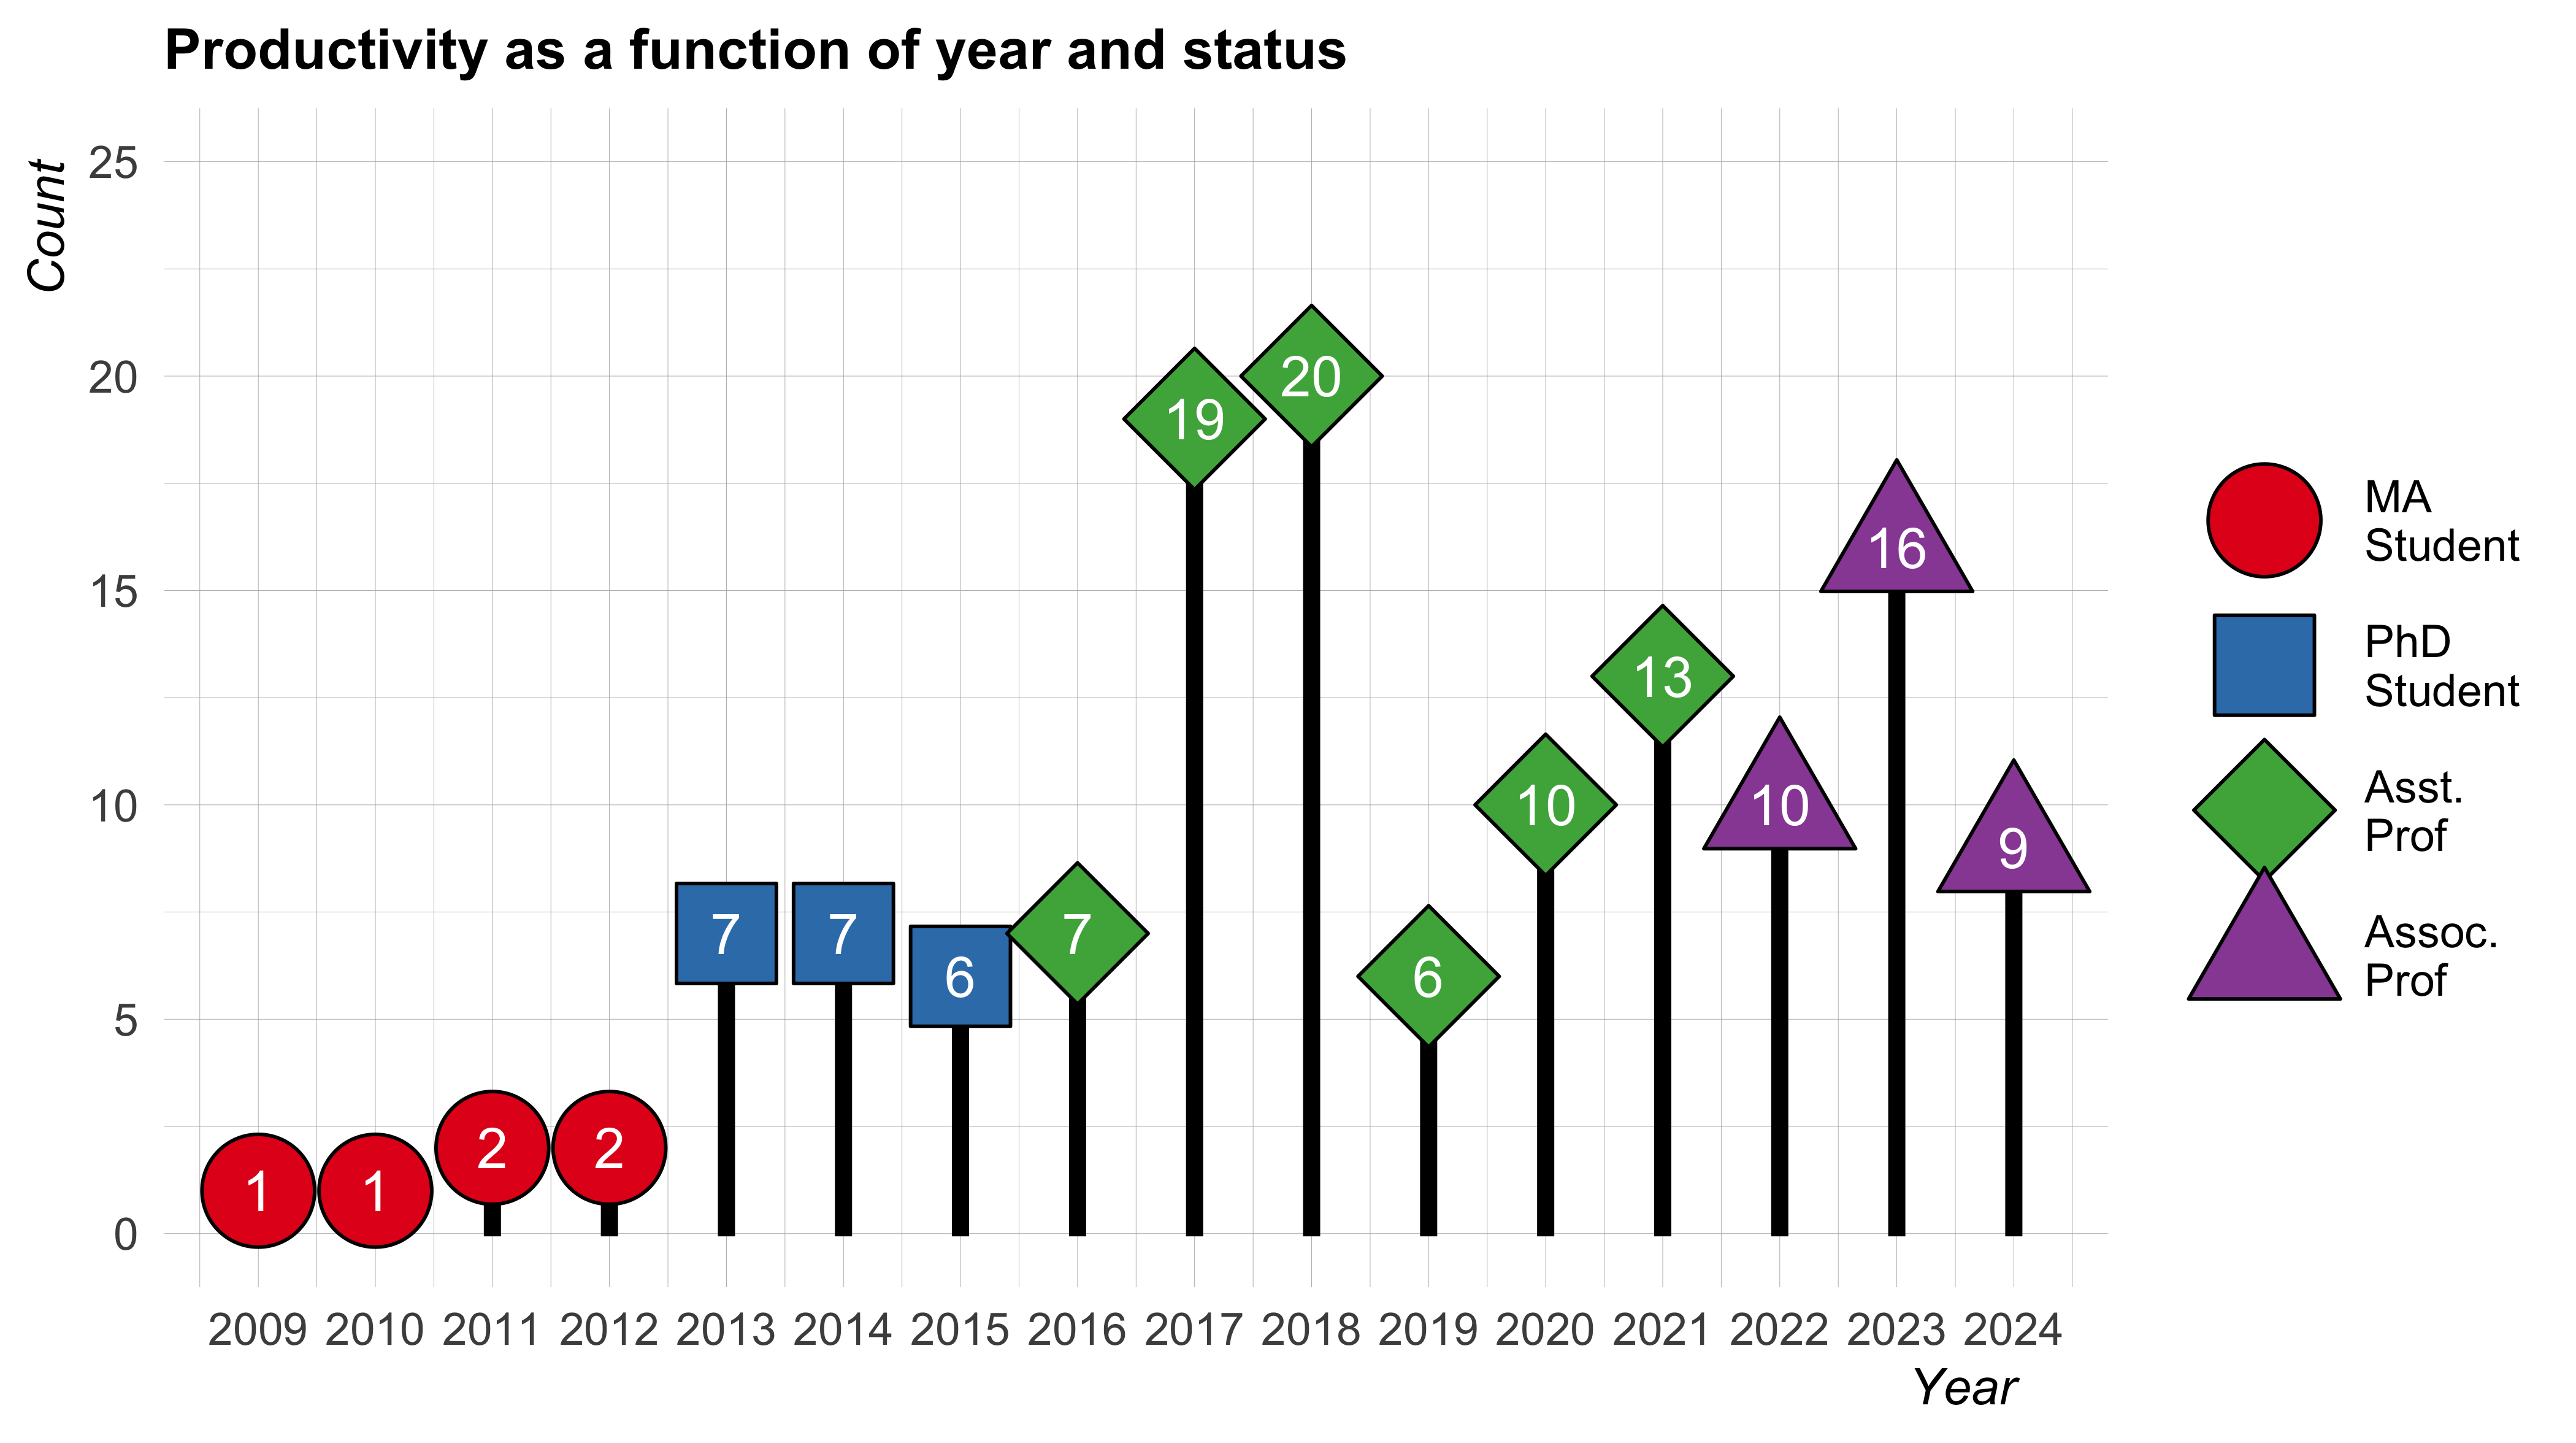 Productivity as a function of year and status
Count
25
20
15
10
5
0
1
1
2
2
7
7
6
7
19
20
6
10
13
10
16
9
2009 2010 2011 2012 2013 2014 2015 2016 2017 2018 2019 2020 2021 2022 2023 2024
Year
MA
Student
PhD
Student
Asst.
Prof
Assoc.
Prof